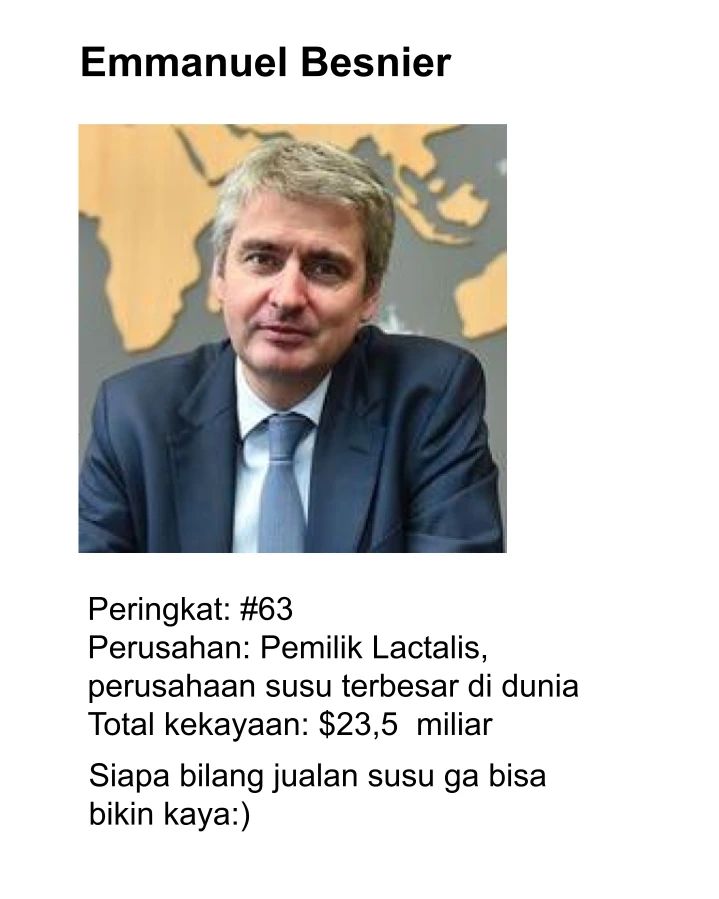 Emmanuel Besnier
Peringkat: #63
Perusahan: Pemilik Lactalis,
perusahaan susu terbesar di dunia
Total kekayaan: $23,5  miliar
Siapa bilang jualan susu ga bisa
bikin kaya:)